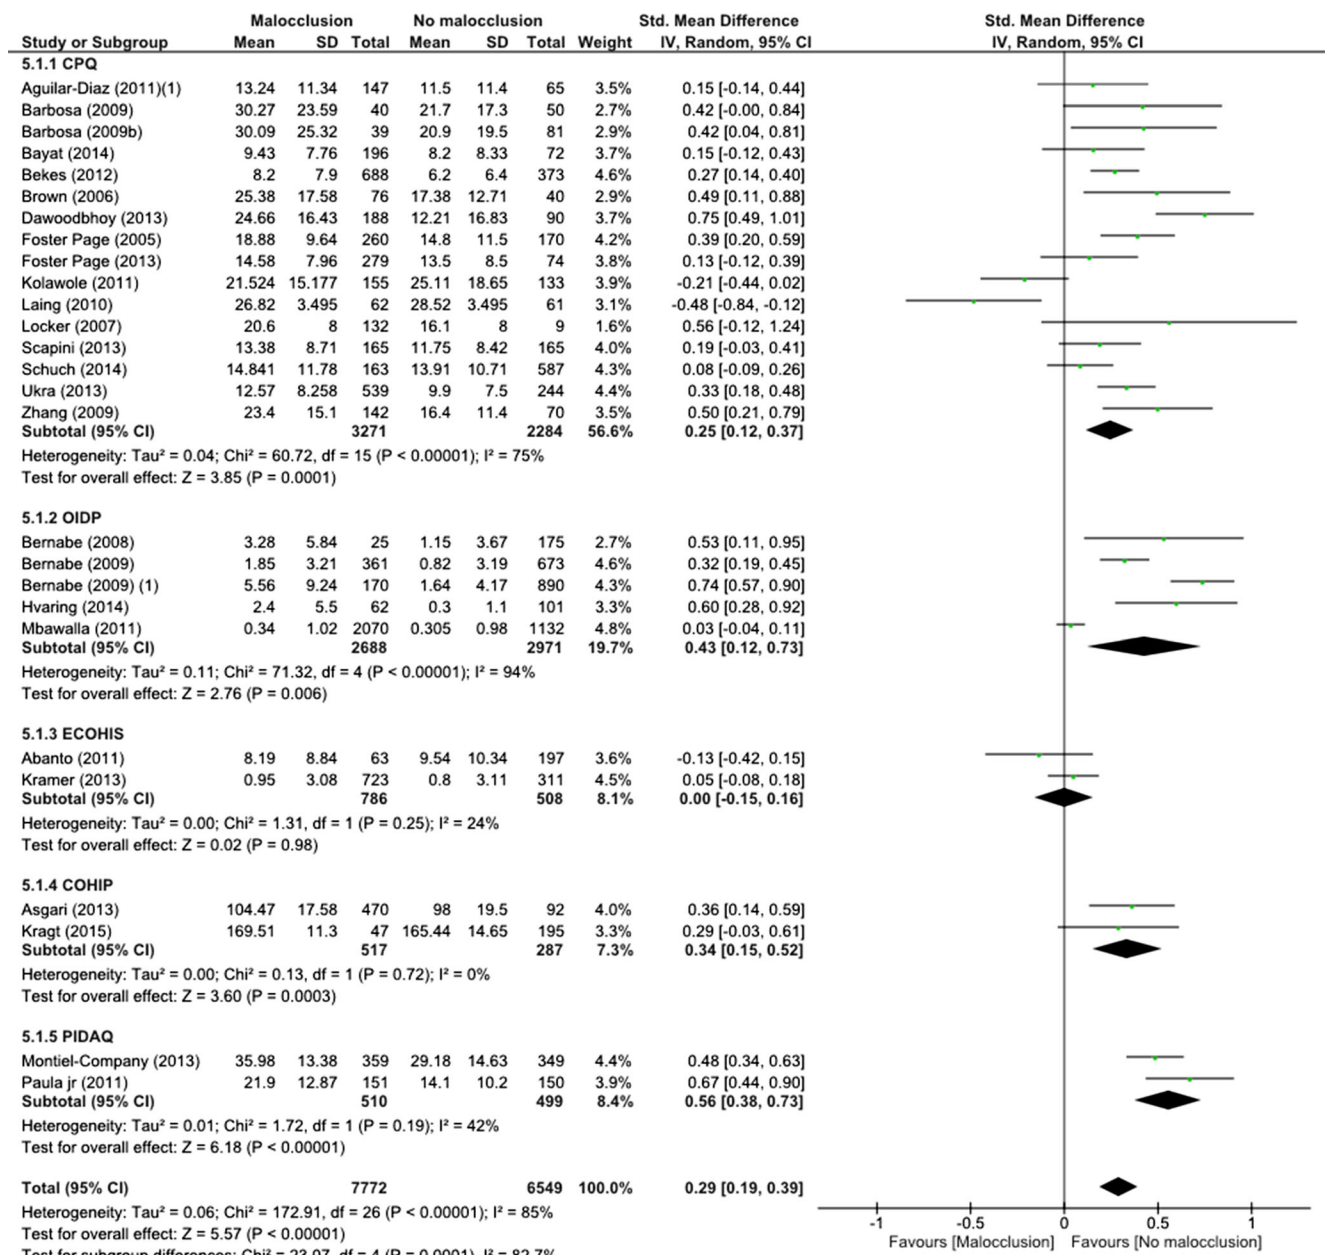 Malocclusion No malocclusion Std. Mean Difference Std. Mean Difference
Study or Subgroup Mean SD Total Mean SD Total Weight IV, Random, 95% CI IV, Random, 95% CI
5.1.1 CPQ
Aguilar-Diaz (2011)(1) 13.24 11.34 147 11.5 11.4 65 3.5% 0.15 [-0.14, 0.44]
Barbosa (2009) 30.27 23.59 40 21.7 17.3 50 2.7% 0.42 [-0.00, 0.84]
Barbosa (2009b) 30.09 25.32 39 20.9 19.5 81 2.9% 0.42 [0.04, 0.81]
Bayat (2014) 9.43 7.76 196 8.2 8.33 72 3.7% 0.15 [-0.12, 0.43]
Bekes (2012) 8.2 7.9 688 6.2 6.4 373 4.6% 0.27 [0.14, 0.40]
Brown (2006) 25.38 17.58 76 17.38 12.71 40 2.9% 0.49 [0.11, 0.88]
Dawoodbhoy (2013) 24.66 16.43 188 12.21 16.83 90 3.7% 0.75 [0.49, 1.01]
Foster Page (2005) 18.88 9.64 260 14.8 11.5 170 4.2% 0.39 [0.20, 0.59]
Foster Page (2013) 14.58 7.96 279 13.5 8.5 74 3.8% 0.13 [-0.12, 0.39]
Kolawole (2011) 21.524 15.177 155 25.11 18.65 133 3.9% -0.21 [-0.44, 0.02]
Laing (2010) 26.82 3.495 62 28.52 3.495 61 3.1% -0.48 [-0.84, -0.12]
Locker (2007) 20.6 8 132 16.1 8 9 1.6% 0.56 [-0.12, 1.24]
Scapini (2013) 13.38 8.71 165 11.75 8.42 165 4.0% 0.19 [-0.03, 0.41]
Schuch (2014) 14.841 11.78 163 13.91 10.71 587 4.3% 0.08 [-0.09, 0.26]
Ukra (2013) 12.57 8.258 539 9.9 7.5 244 4.4% 0.33 [0.18, 0.48]
Zhang (2009) 23.4 15.1 142 16.4 11.4 70 3.5% 0.50 [0.21, 0.79]
Subtotal (95% CI) 3271 2284 56.6% 0.25 [0.12, 0.37]
Heterogeneity: Tau² = 0.04; Chi² = 60.72, df = 15 (P < 0.00001); I² = 75%
Test for overall effect: Z = 3.85 (P = 0.0001)
5.1.2 OIDP
Bernabe (2008) 3.28 5.84 25 1.15 3.67 175 2.7% 0.53 [0.11, 0.95]
Bernabe (2009) 1.85 3.21 361 0.82 3.19 673 4.6% 0.32 [0.19, 0.45]
Bernabe (2009) (1) 5.56 9.24 170 1.64 4.17 890 4.3% 0.74 [0.57, 0.90]
Hvaring (2014) 2.4 5.5 62 0.3 1.1 101 3.3% 0.60 [0.28, 0.92]
Mbawalla (2011) 0.34 1.02 2070 0.305 0.98 1132 4.8% 0.03 [-0.04, 0.11]
Subtotal (95% CI) 2688 2971 19.7% 0.43 [0.12, 0.73]
Heterogeneity: Tau² = 0.11; Chi² = 71.32, df = 4 (P < 0.00001); I² = 94%
Test for overall effect: Z = 2.76 (P = 0.006)
5.1.3 ECOHIS
Abanto (2011) 8.19 8.84 63 9.54 10.34 197 3.6% -0.13 [-0.42, 0.15]
Kramer (2013) 0.95 3.08 723 0.8 3.11 311 4.5% 0.05 [-0.08, 0.18]
Subtotal (95% CI) 786 508 8.1% 0.00 [-0.15, 0.16]
Heterogeneity: Tau² = 0.00; Chi² = 1.31, df = 1 (P = 0.25); I² = 24%
Test for overall effect: Z = 0.02 (P = 0.98)
5.1.4 COHIP
Asgari (2013) 104.47 17.58 470 98 19.5 92 4.0% 0.36 [0.14, 0.59]
Kragt (2015) 169.51 11.3 47 165.44 14.65 195 3.3% 0.29 [-0.03, 0.61]
Subtotal (95% CI) 517 287 7.3% 0.34 [0.15, 0.52]
Heterogeneity: Tau² = 0.00; Chi² = 0.13, df = 1 (P = 0.72); I² = 0%
Test for overall effect: Z = 3.60 (P = 0.0003)
5.1.5 PIDAQ
Montiel-Company (2013) 35.98 13.38 359 29.18 14.63 349 4.4% 0.48 [0.34, 0.63]
Paula jr (2011) 21.9 12.87 151 14.1 10.2 150 3.9% 0.67 [0.44, 0.90]
Subtotal (95% CI) 510 499 8.4% 0.56 [0.38, 0.73]
Heterogeneity: Tau² = 0.01; Chi² = 1.72, df = 1 (P = 0.19); I² = 42%
Test for overall effect: Z = 6.18 (P < 0.00001)
Total (95% CI) 7772 6549 100.0% 0.29 [0.19, 0.39]
Heterogeneity: Tau² = 0.06; Chi² = 172.91, df = 26 (P < 0.00001); I² = 85%
Test for overall effect: Z = 5.57 (P < 0.00001)
Test for subgroup differences: Chi² = 23.07, df = 4 (P = 0.0001), I² = 82.7%
-1 -0.5 0 0.5 1
Favours [Malocclusion] Favours [No malocclusion]